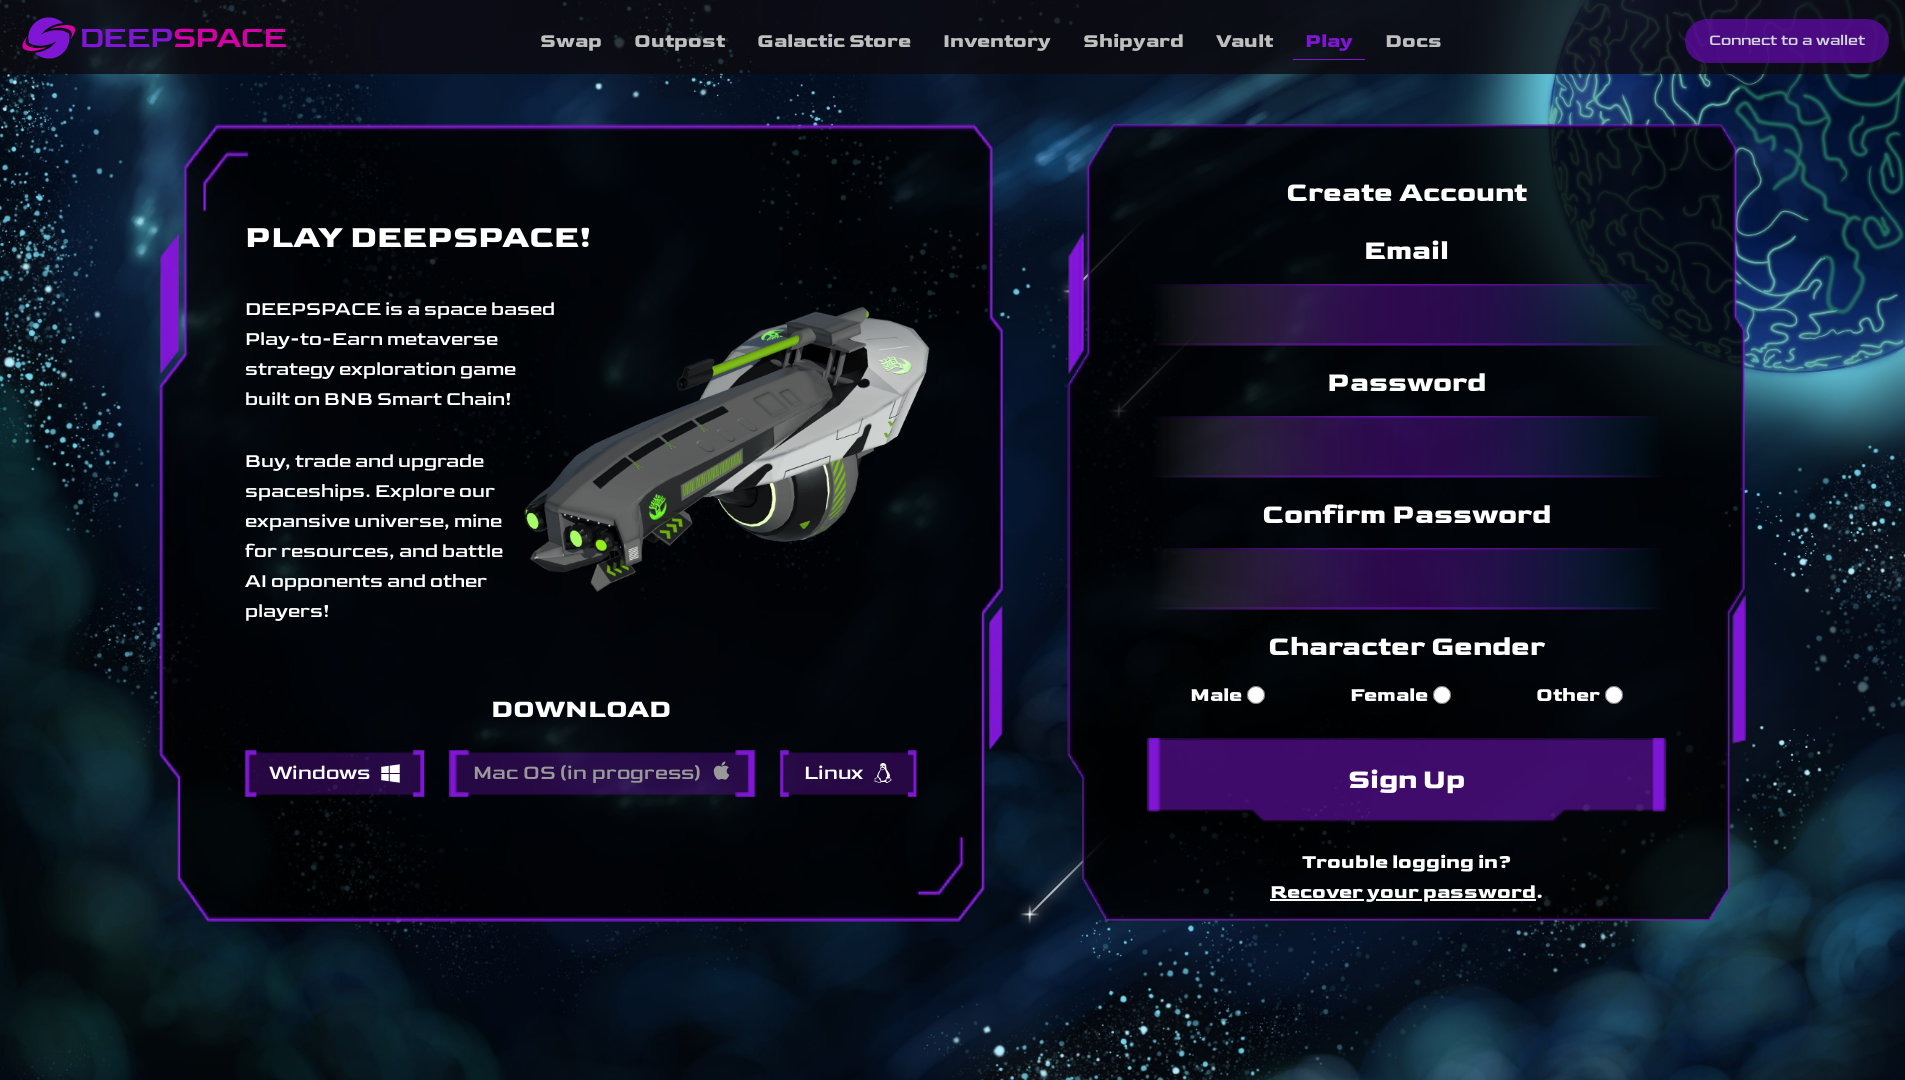 DEEPSPACE
Swap
Outpost
Galactic Store
Inventory
Shipyard
Vault
Play
Docs
Connect to a wallet
PLAY DEEPSPACE!
DEEPSPACE is a space based
Play-to-Earn metaverse
strategy exploration game
built on BNB Smart Chain!
Buy, trade and upgrade
spaceships. Explore our
expansive universe, mine
for resources, and battle
AI opponents and other
players!
DOWNLOAD
Windows
Mac OS (in progress)
Linux
Create Account
Email
Password
Confirm Password
Character Gender
Male
Female
Other
Sign Up
Trouble logging in?
Recover your password.